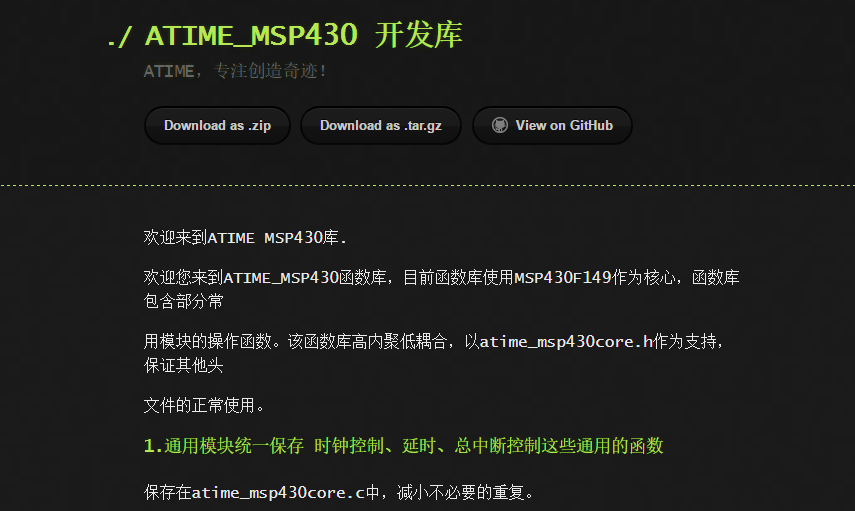 ./ ATIME_MSP430 开发库
ATIME，专注创造奇迹！
Download as .zip Download as .tar.gz View on GitHub
欢迎来到ATIME MSP430库.
欢迎您来到ATIME_MSP430函数库，目前函数库使用MSP430F149作为核心，函数库
包含部分常
用模块的操作函数。该函数库高内聚低耦合，以atime_msp430core.h作为支持，
保证其他头
文件的正常使用。
1.通用模块统一保存 时钟控制、延时、总中断控制这些通用的函数
保存在atime_msp430core.c中，减小不必要的重复。